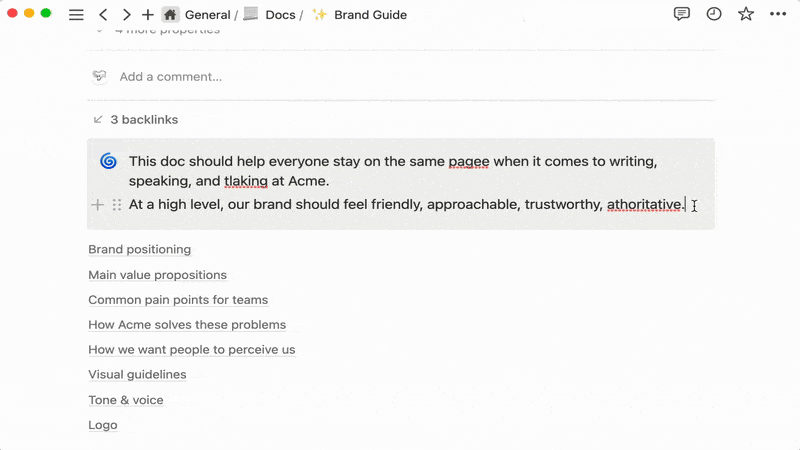 General / Docs / Brand Guide
4 more properties
Add a comment...
3 backlinks
This doc should help everyone stay on the same pagee when it comes to writing,
speaking, and tlaking at Acme.
At a high level, our brand should feel friendly, approachable, trustworthy, athoritative.
Brand positioning
Main value propositions
Common pain points for teams
How Acme solves these problems
How we want people to perceive us
Visual guidelines
Tone & voice
Logo